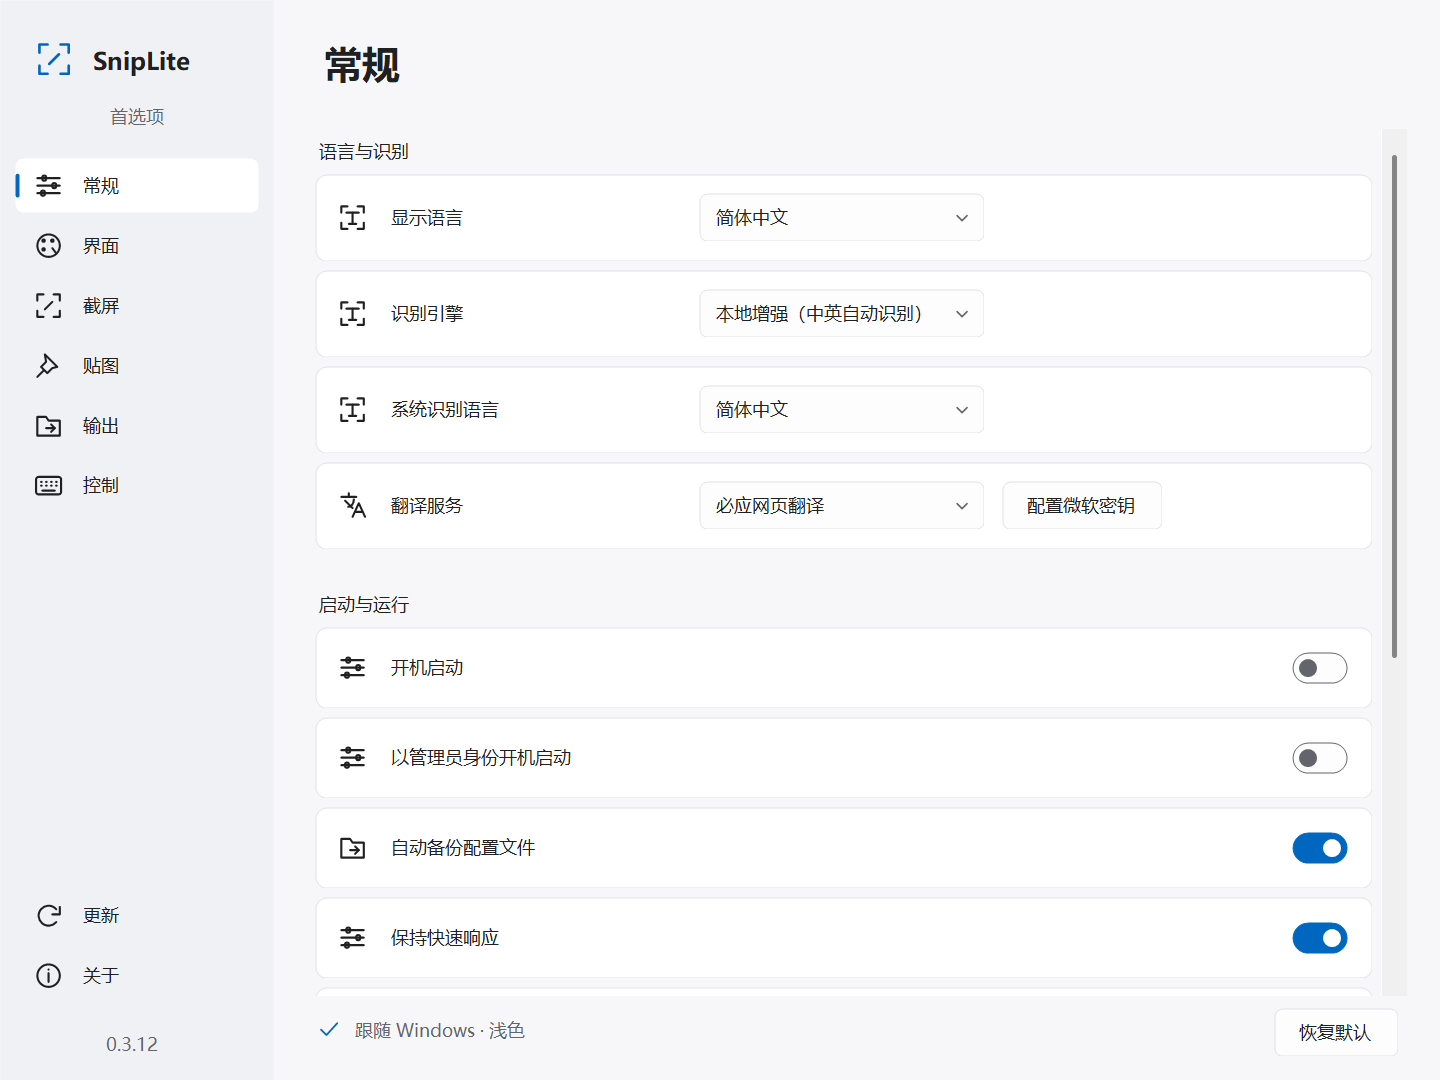 SnipLite
首选项
常规
界面
截屏
贴图
输出
控制
更新
关于
0.3.12
常规
语言与识别
显示语言
简体中文
识别引擎
本地增强（中英自动识别）
系统识别语言
简体中文
翻译服务
必应网页翻译
配置微软密钥
启动与运行
开机启动
以管理员身份开机启动
自动备份配置文件
保持快速响应
跟随 Windows · 浅色
恢复默认